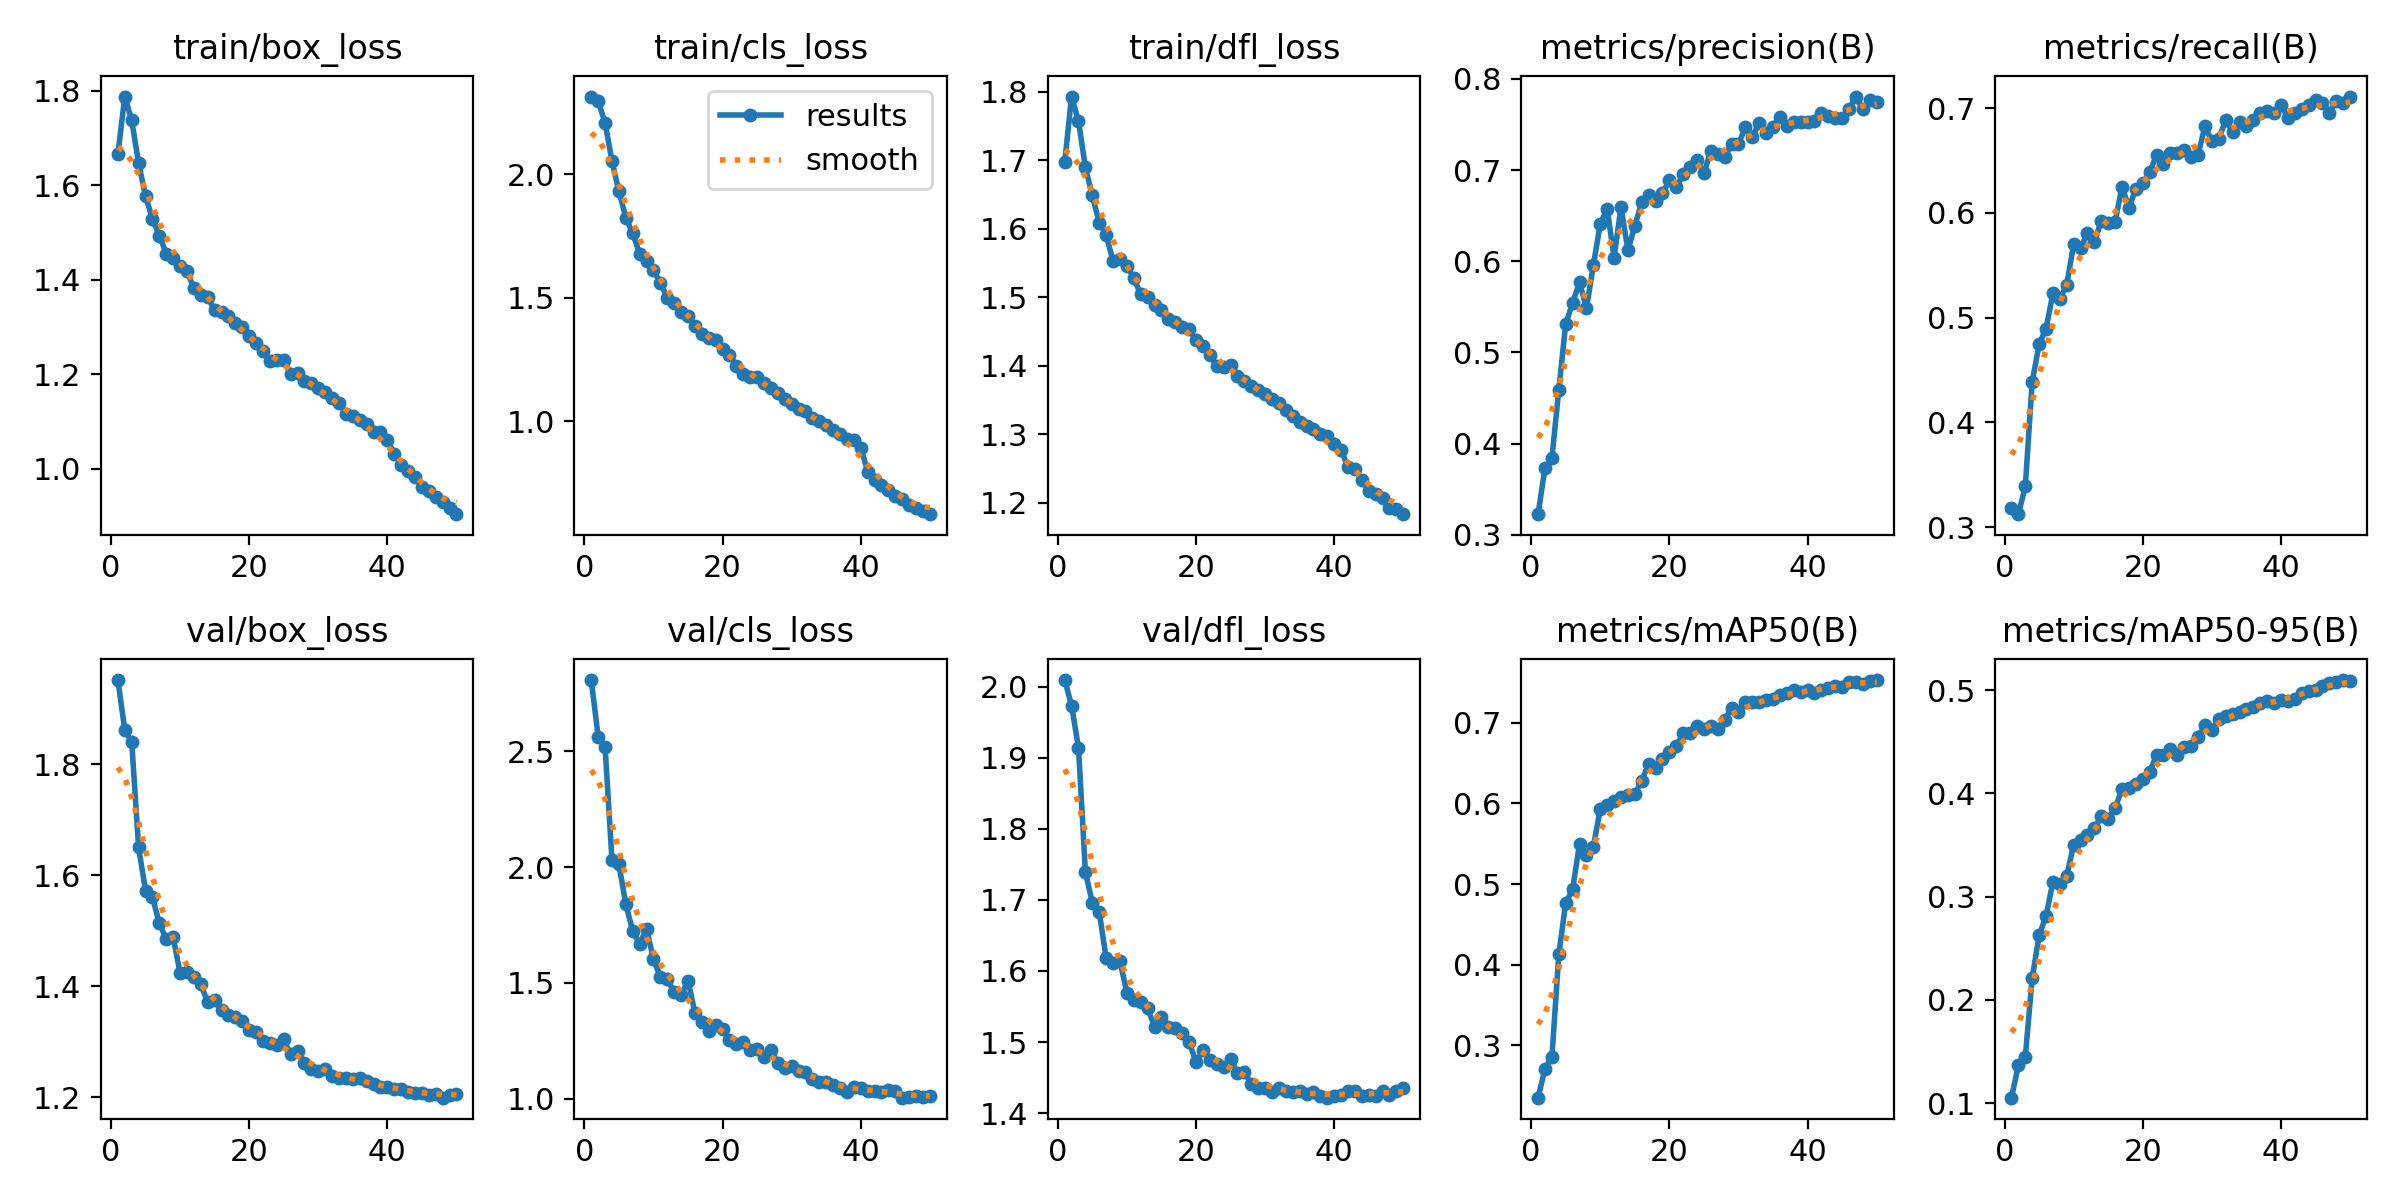 train/box_loss
1.8
1.6
1.4
1.2
1.0
0 20 40
train/cls_loss
results
smooth
2.0
1.5
1.0
0 20 40
train/dfl_loss
1.8
1.7
1.6
1.5
1.4
1.3
1.2
0 20 40
metrics/precision(B)
0.8
0.7
0.6
0.5
0.4
0.3
0 20 40
metrics/recall(B)
0.7
0.6
0.5
0.4
0.3
0 20 40
val/box_loss
1.8
1.6
1.4
1.2
0 20 40
val/cls_loss
2.5
2.0
1.5
1.0
0 20 40
val/dfl_loss
2.0
1.9
1.8
1.7
1.6
1.5
1.4
0 20 40
metrics/mAP50(B)
0.7
0.6
0.5
0.4
0.3
0 20 40
metrics/mAP50-95(B)
0.5
0.4
0.3
0.2
0.1
0 20 40